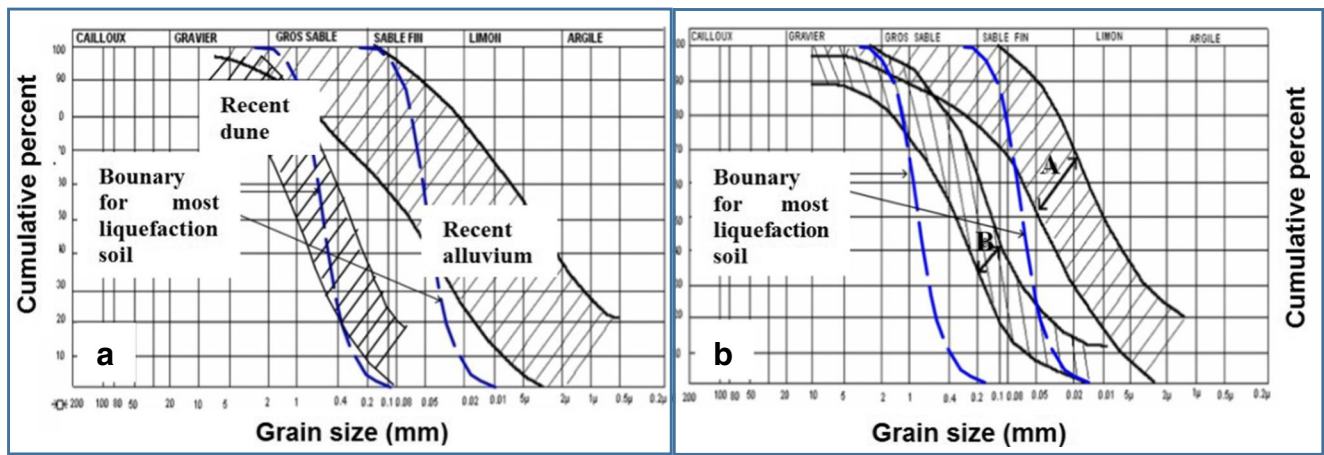 CAILLOUX GRAVIER GROS SABLE SABLE FIN LIMON ARGILE
100
90
0
Recent
dune
Bounary
for most
liquefaction
soil
Recent
alluvium
30
20
10
a
200 100 80 50 20 10 5 2 1 0.4 0.2 0.1 0.08 0.05 0.02 0.01 5µ 2µ 1µ 0.5µ 0.2µ
Grain size (mm)
Cumulative percent
CAILLOUX GRAVIER GROS SABLE SABLE FIN LIMON ARGILE
Bounary
for most
liquefaction
soil
A
B
b
200 100 80 50 20 10 5 2 1 0.4 0.2 0.1 0.08 0.05 0.02 0.01 5µ 2µ 1µ 0.5µ 0.2µ
Grain size (mm)
Cumulative percent